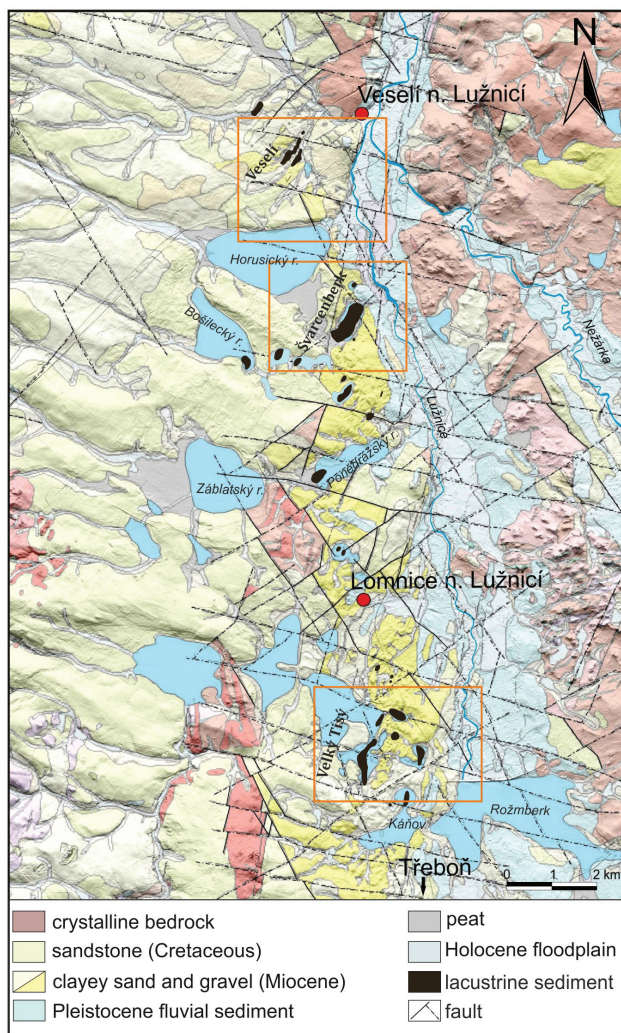 N
Veselí n. Lužnicí
Veselí
Horusický r.
Švarcenberk
Bošilecký r.
Nežárka
Lužnice
Ponědrážský r.
Záblatský r.
Lomnice n. Lužnicí
Velký Tisý
Rožmberk
Káňov
Třeboň
0 1 2 km
crystalline bedrock
sandstone (Cretaceous)
clayey sand and gravel (Miocene)
Pleistocene fluvial sediment
peat
Holocene floodplain
lacustrine sediment
fault